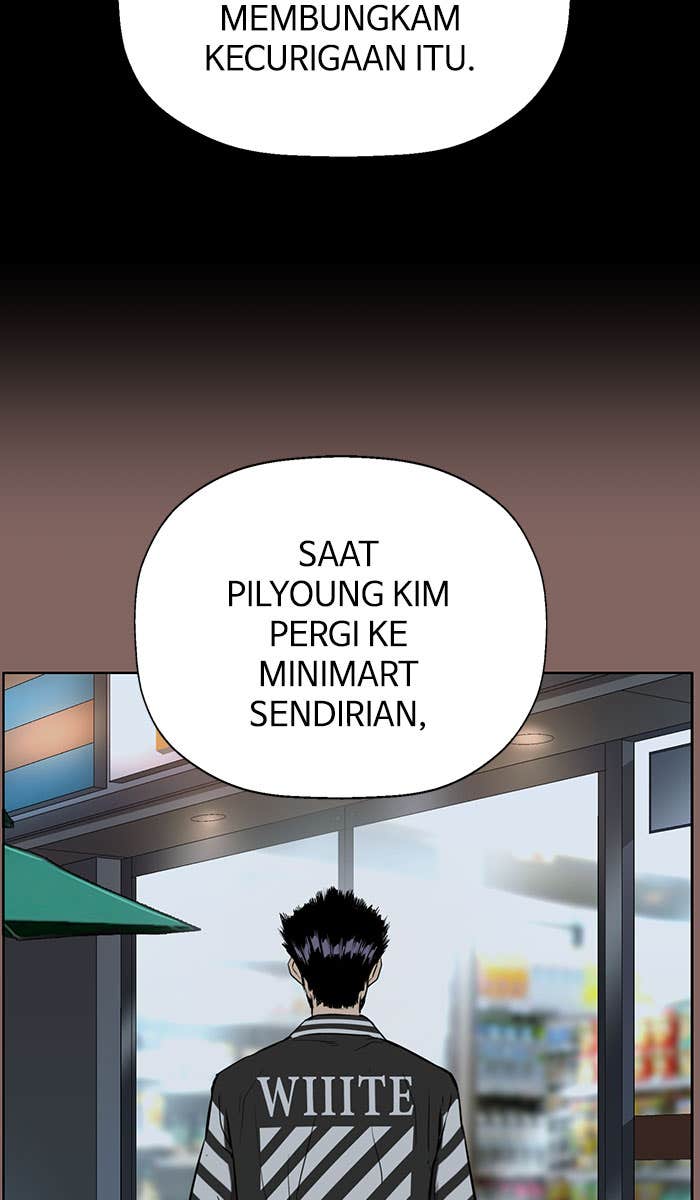 MEMBUNGKAM
KECURIGAAN ITU.
SAAT
PILYOUNG KIM
PERGI KE
MINIMART
SENDIRIAN,
WIIITE